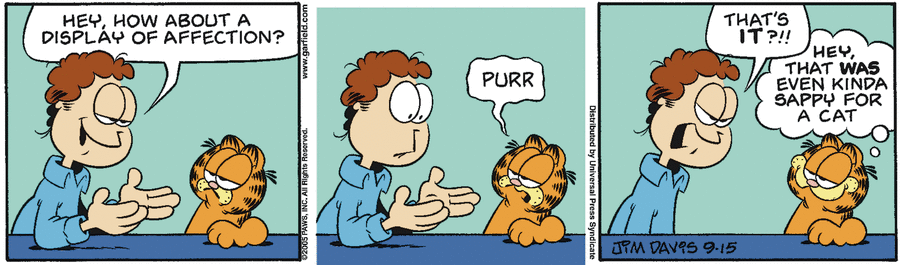 HEY, HOW ABOUT A
DISPLAY OF AFFECTION?
www.garfield.com
©2005 PAWS, INC. All Rights Reserved.
PURR
Distributed by Universal Press Syndicate
THAT'S
IT?!!
HEY,
THAT WAS
EVEN KINDA
SAPPY FOR
A CAT
JIM DAVIS 9·15